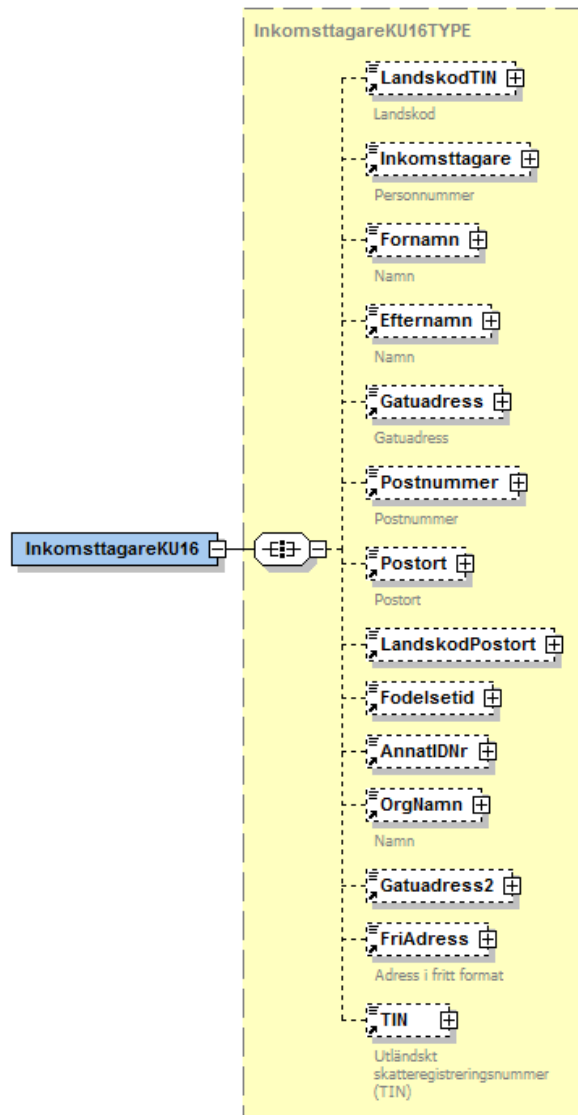 InkomsttagareKU16TYPE
LandskodTIN
Landskod
Inkomsttagare
Personnummer
Fornamn
Namn
Efternamn
Namn
Gatuadress
Gatuadress
Postnummer
Postnummer
InkomsttagareKU16
Postort
Postort
LandskodPostort
Fodelsetid
AnnatIDNr
OrgNamn
Namn
Gatuadress2
FriAdress
Adress i fritt format
TIN
Utländskt
skatteregistreringsnummer
(TIN)